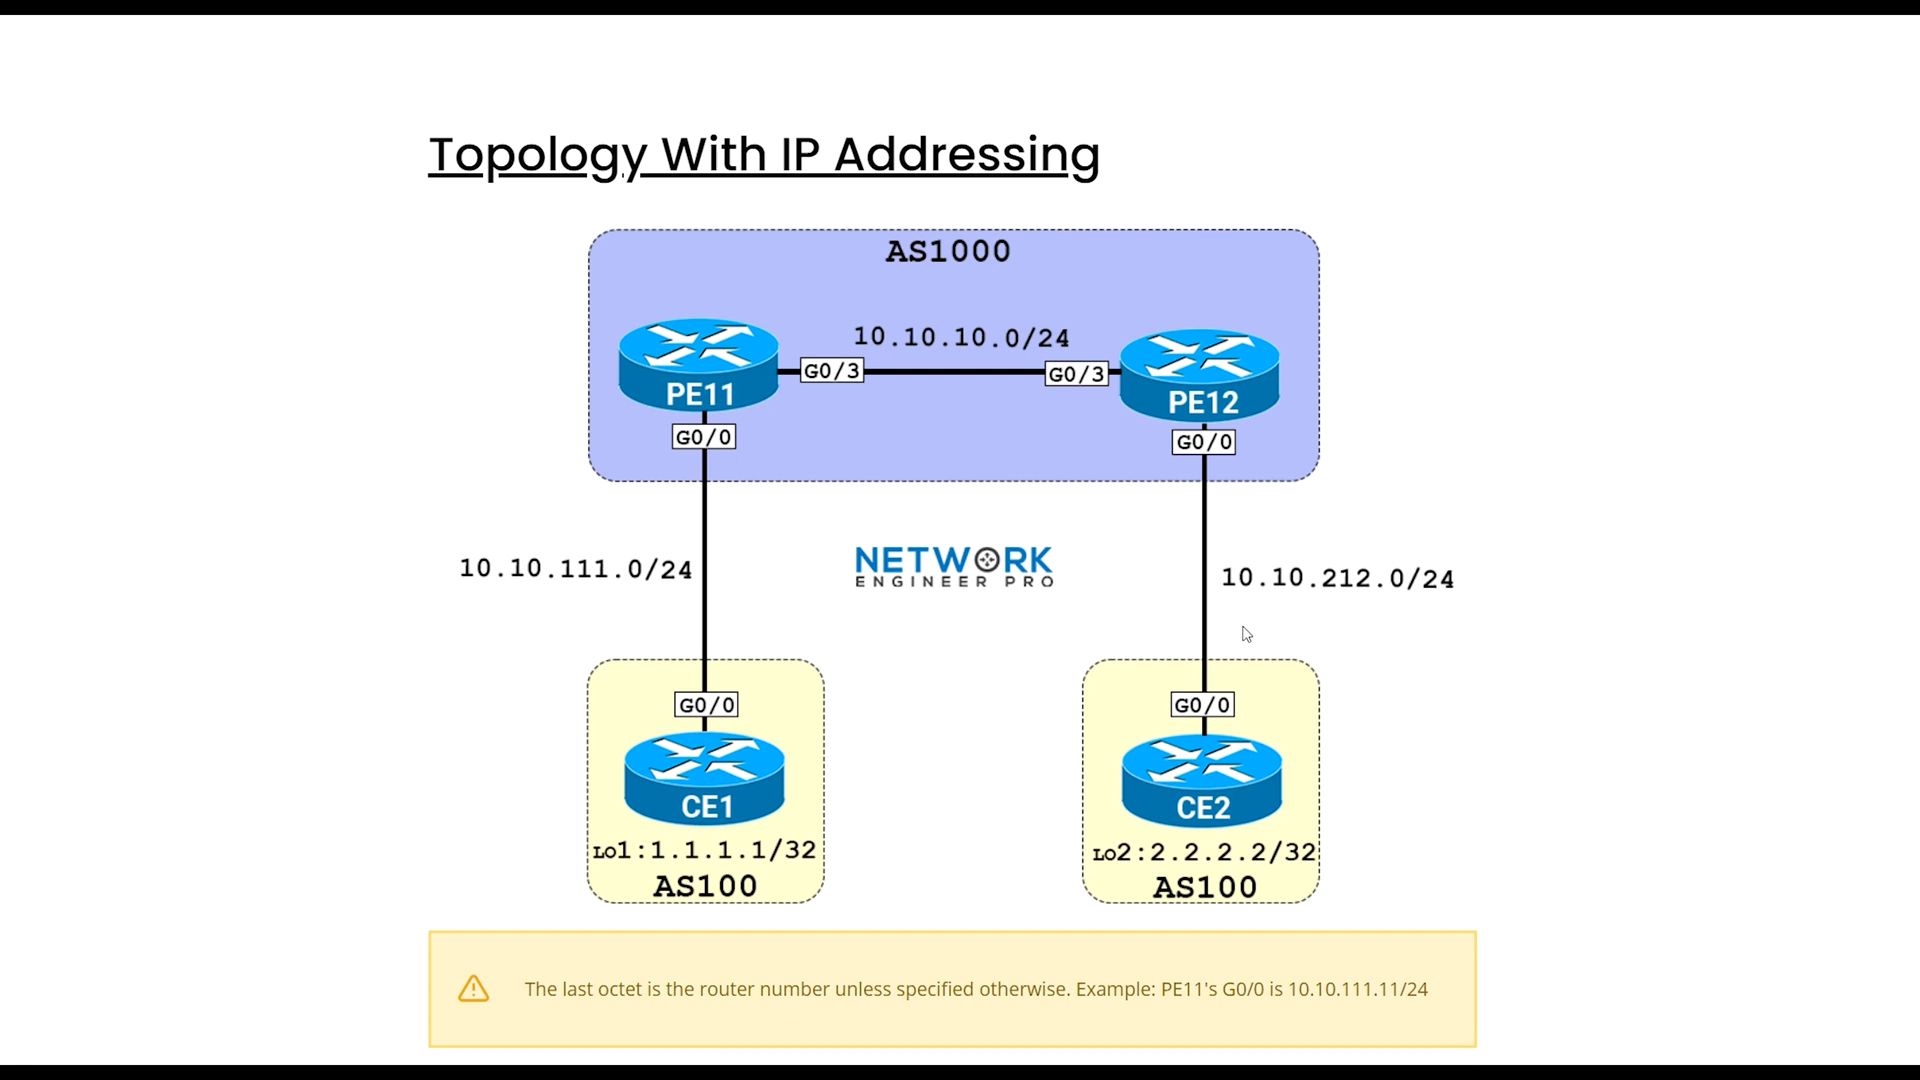 Topology With IP Addressing
AS1000
10.10.10.0/24
G0/3
G0/3
PE11
PE12
G0/0
G0/0
10.10.111.0/24
NETWORK
ENGINEER PRO
10.10.212.0/24
G0/0
G0/0
CE1
CE2
LO1:1.1.1.1/32
LO2:2.2.2.2/32
AS100
AS100
The last octet is the router number unless specified otherwise. Example: PE11's G0/0 is 10.10.111.11/24